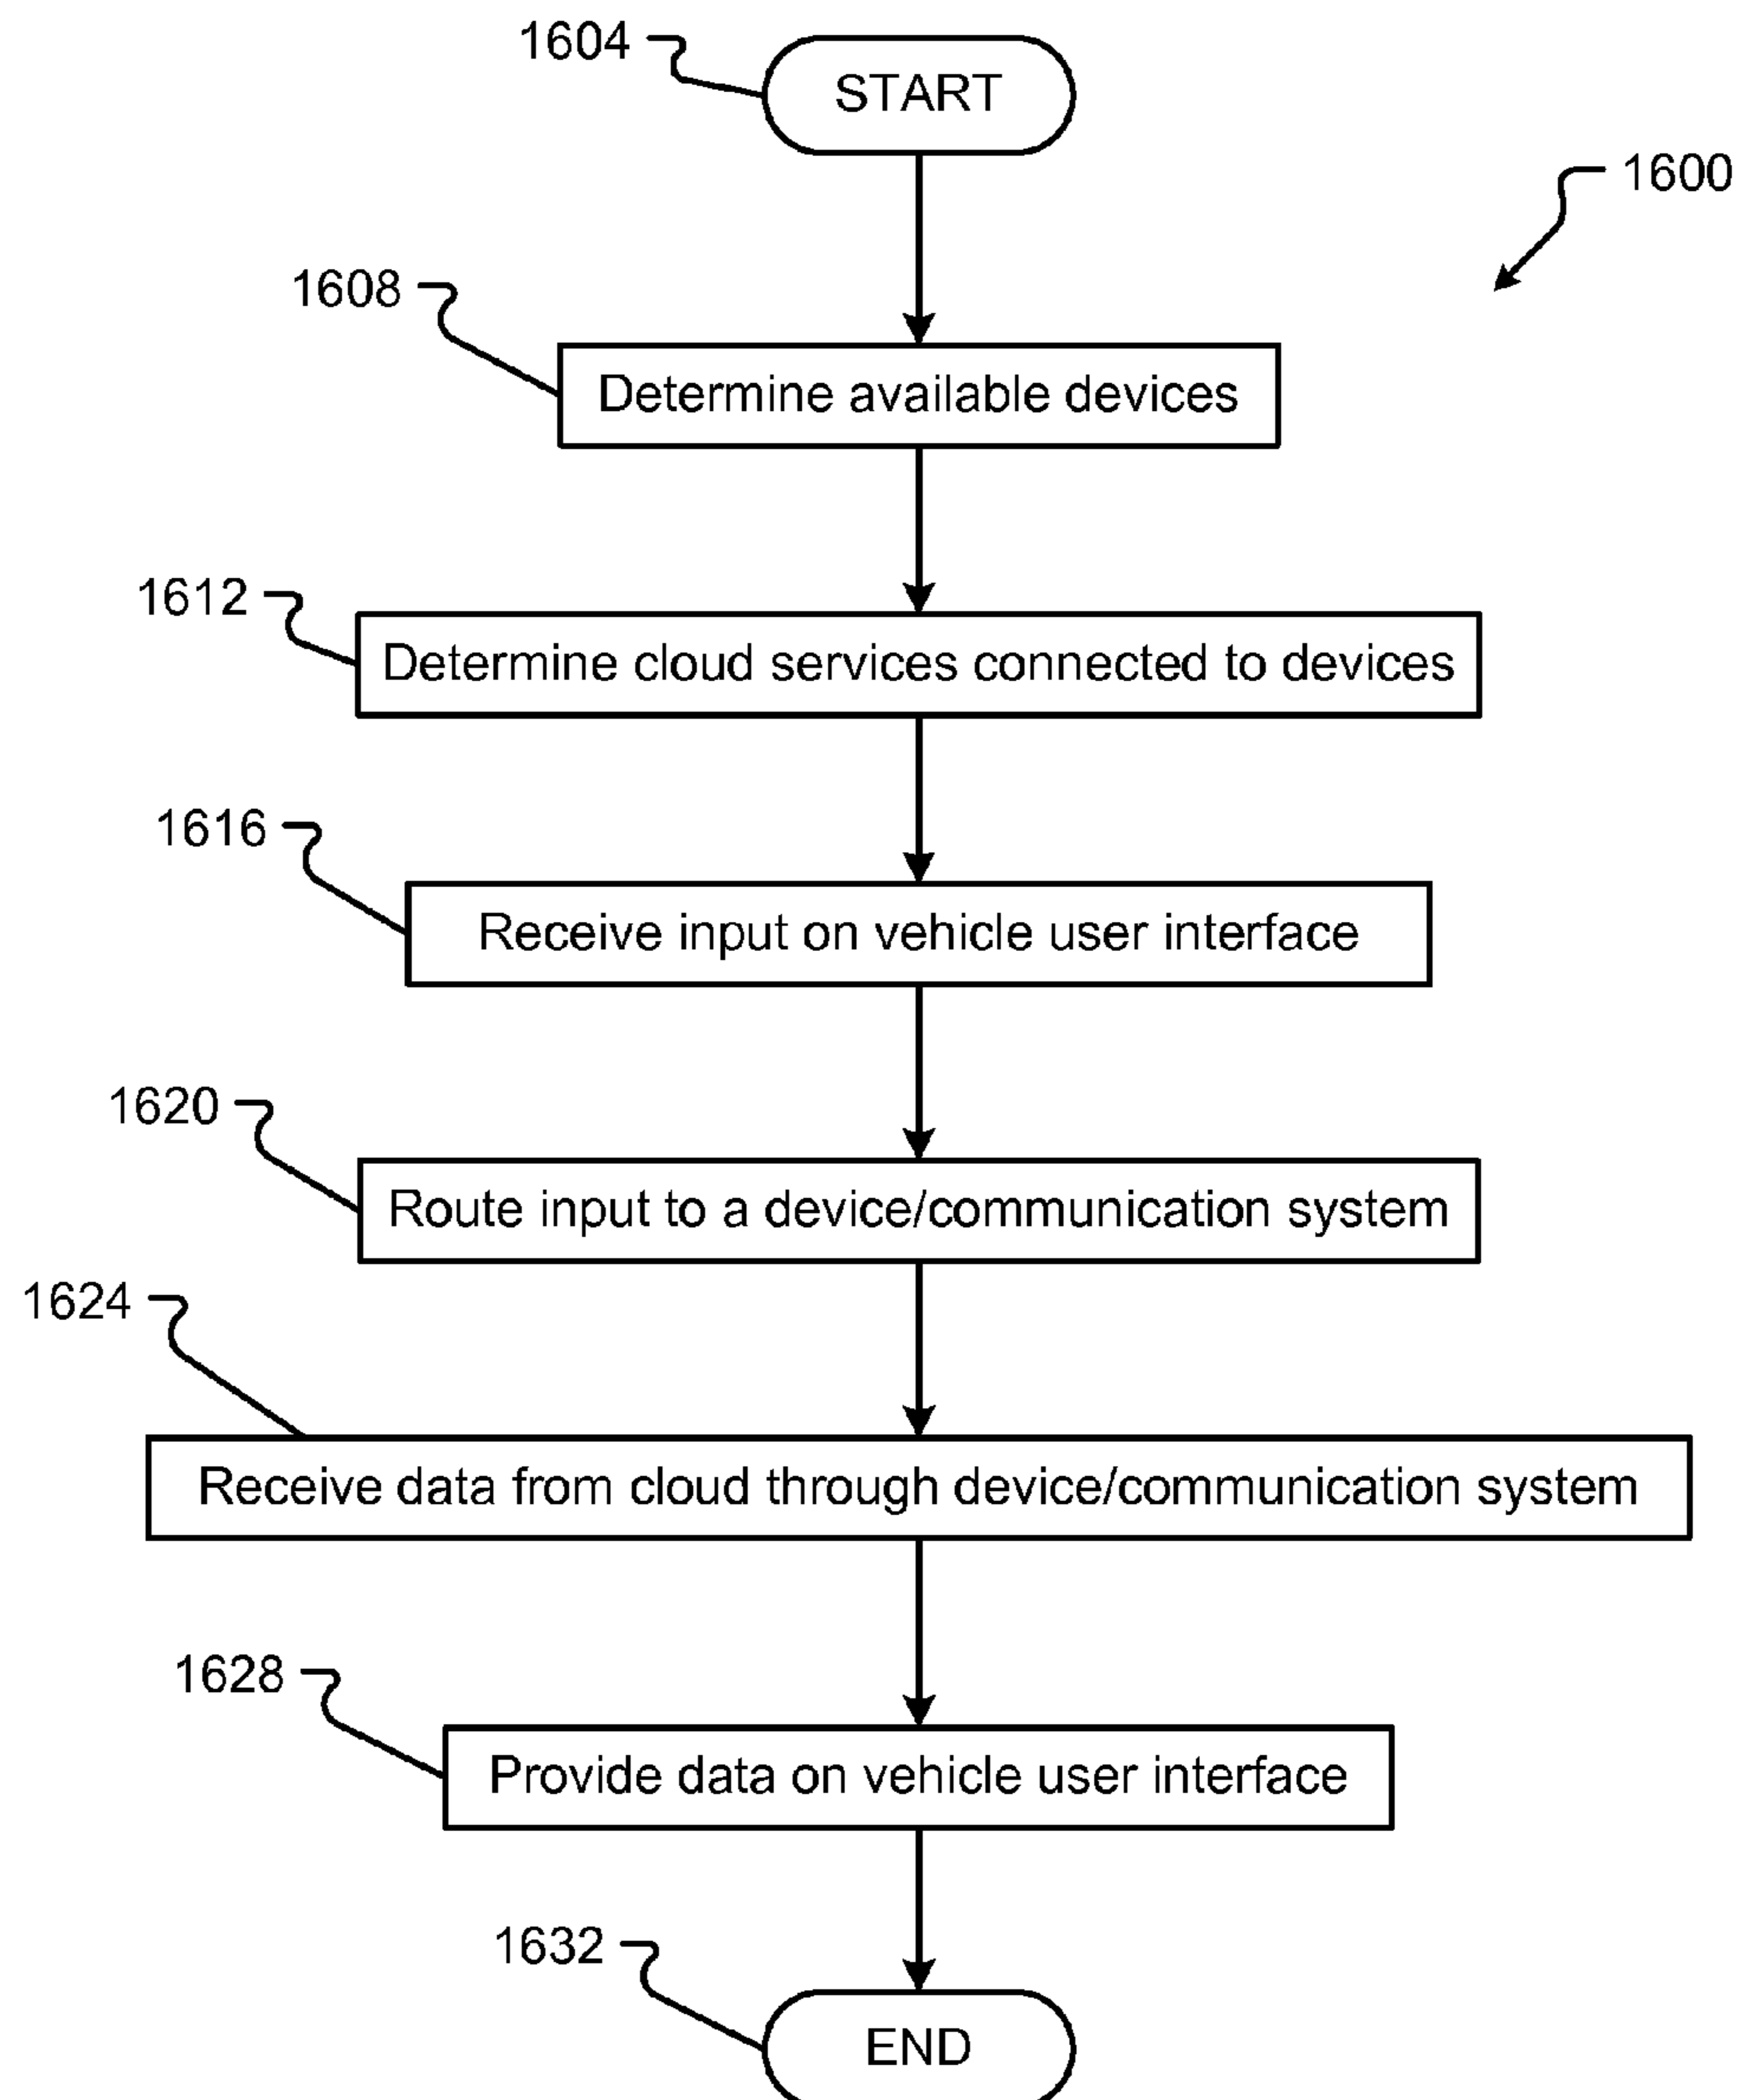 1604
START
1600
1608
Determine available devices
1612
Determine cloud services connected to devices
1616
Receive input on vehicle user interface
1620
Route input to a device/communication system
1624
Receive data from cloud through device/communication system
1628
Provide data on vehicle user interface
1632
END